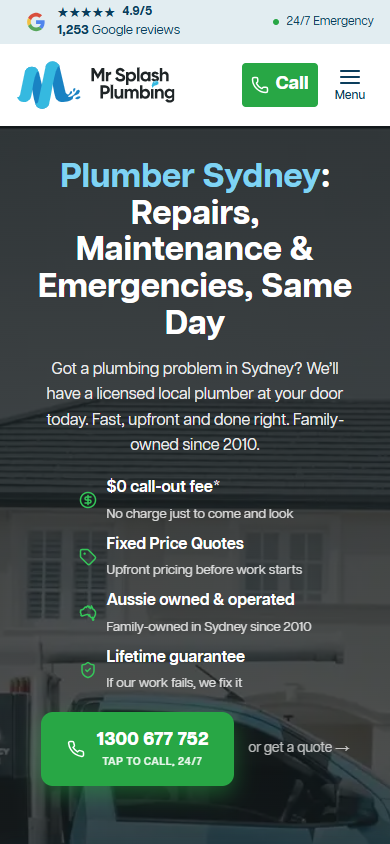 ★★★★★ 4.9/5
1,253 Google reviews
24/7 Emergency
Mr Splash
Plumbing
Call
Menu
Plumber Sydney:
Repairs,
Maintenance &
Emergencies, Same
Day
Got a plumbing problem in Sydney? We’ll
have a licensed local plumber at your door
today. Fast, upfront and done right. Family-
owned since 2010.
$0 call-out fee*
No charge just to come and look
Fixed Price Quotes
Upfront pricing before work starts
Aussie owned & operated
Family-owned in Sydney since 2010
Lifetime guarantee
If our work fails, we fix it
1300 677 752
TAP TO CALL, 24/7
or get a quote→